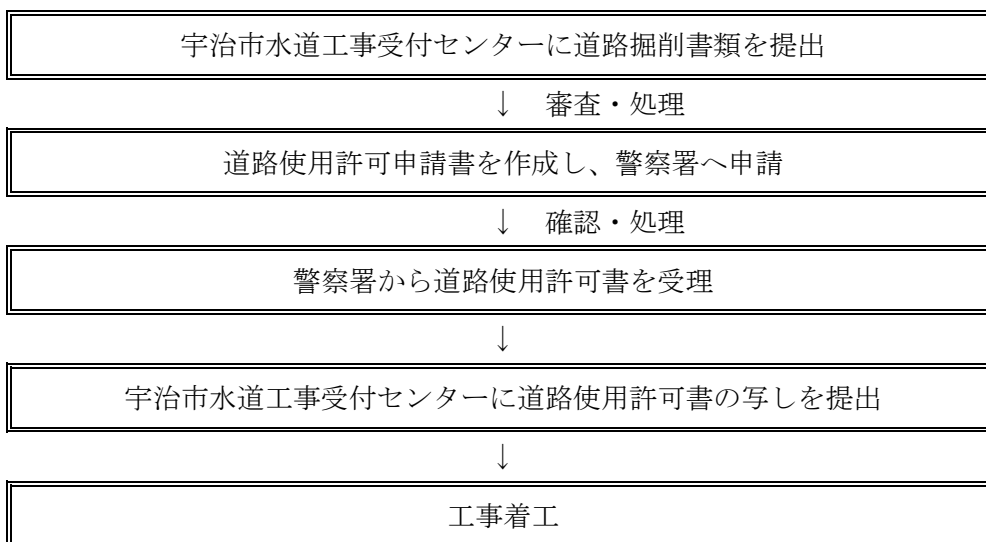 宇治市水道工事受付センターに道路掘削書類を提出
↓ 審査・処理
道路使用許可申請書を作成し、警察署へ申請
↓ 確認・処理
警察署から道路使用許可書を受理
↓
宇治市水道工事受付センターに道路使用許可書の写しを提出
↓
工事着工